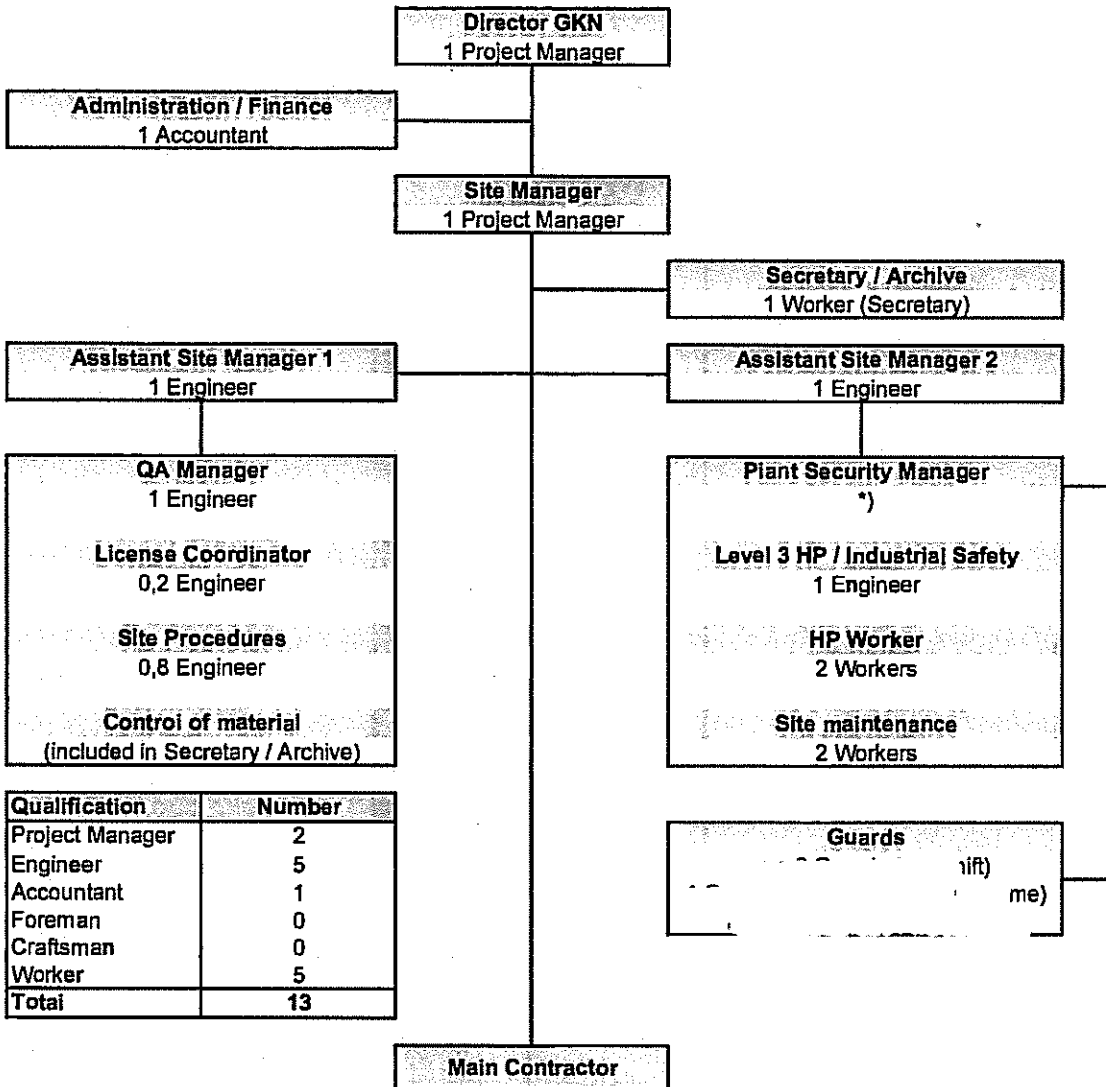 Director GKN
1 Project Manager
Administration / Finance
1 Accountant
Site Manager
1 Project Manager
Secretary / Archive
1 Worker (Secretary)
Assistant Site Manager 1
1 Engineer
Assistant Site Manager 2
1 Engineer
QA Manager
1 Engineer
License Coordinator
0,2 Engineer
Site Procedures
0,8 Engineer
Control of material
(included in Secretary / Archive)
Plant Security Manager
*)
Level 3 HP / Industrial Safety
1 Engineer
HP Worker
2 Workers
Site maintenance
2 Workers
Qualification Number
Project Manager 2
Engineer 5
Accountant 1
Foreman 0
Craftsman 0
Worker 5
Total 13
Guards
Main Contractor